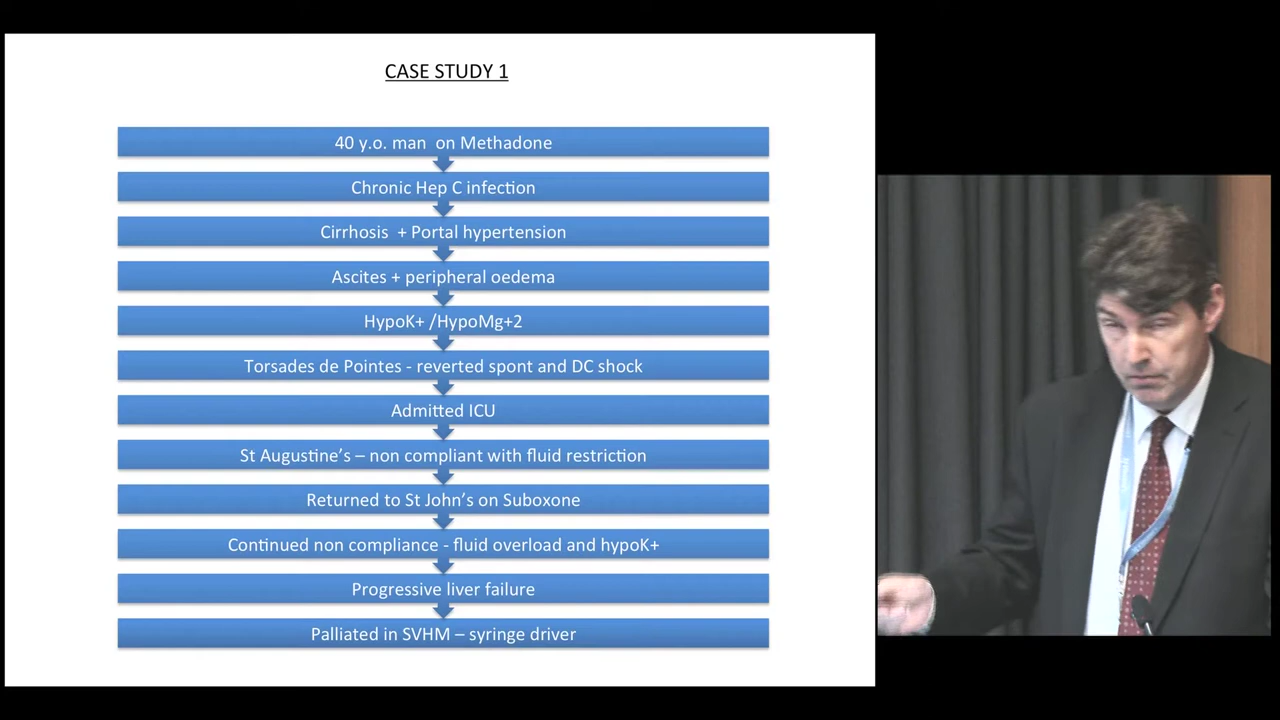 CASE STUDY 1
40 y.o. man on Methadone
Chronic Hep C infection
Cirrhosis + Portal hypertension
Ascites + peripheral oedema
HypoK+ /HypoMg+2
Torsades de Pointes - reverted spont and DC shock
Admitted ICU
St Augustine’s – non compliant with fluid restriction
Returned to St John’s on Suboxone
Continued non compliance - fluid overload and hypoK+
Progressive liver failure
Palliated in SVHM – syringe driver